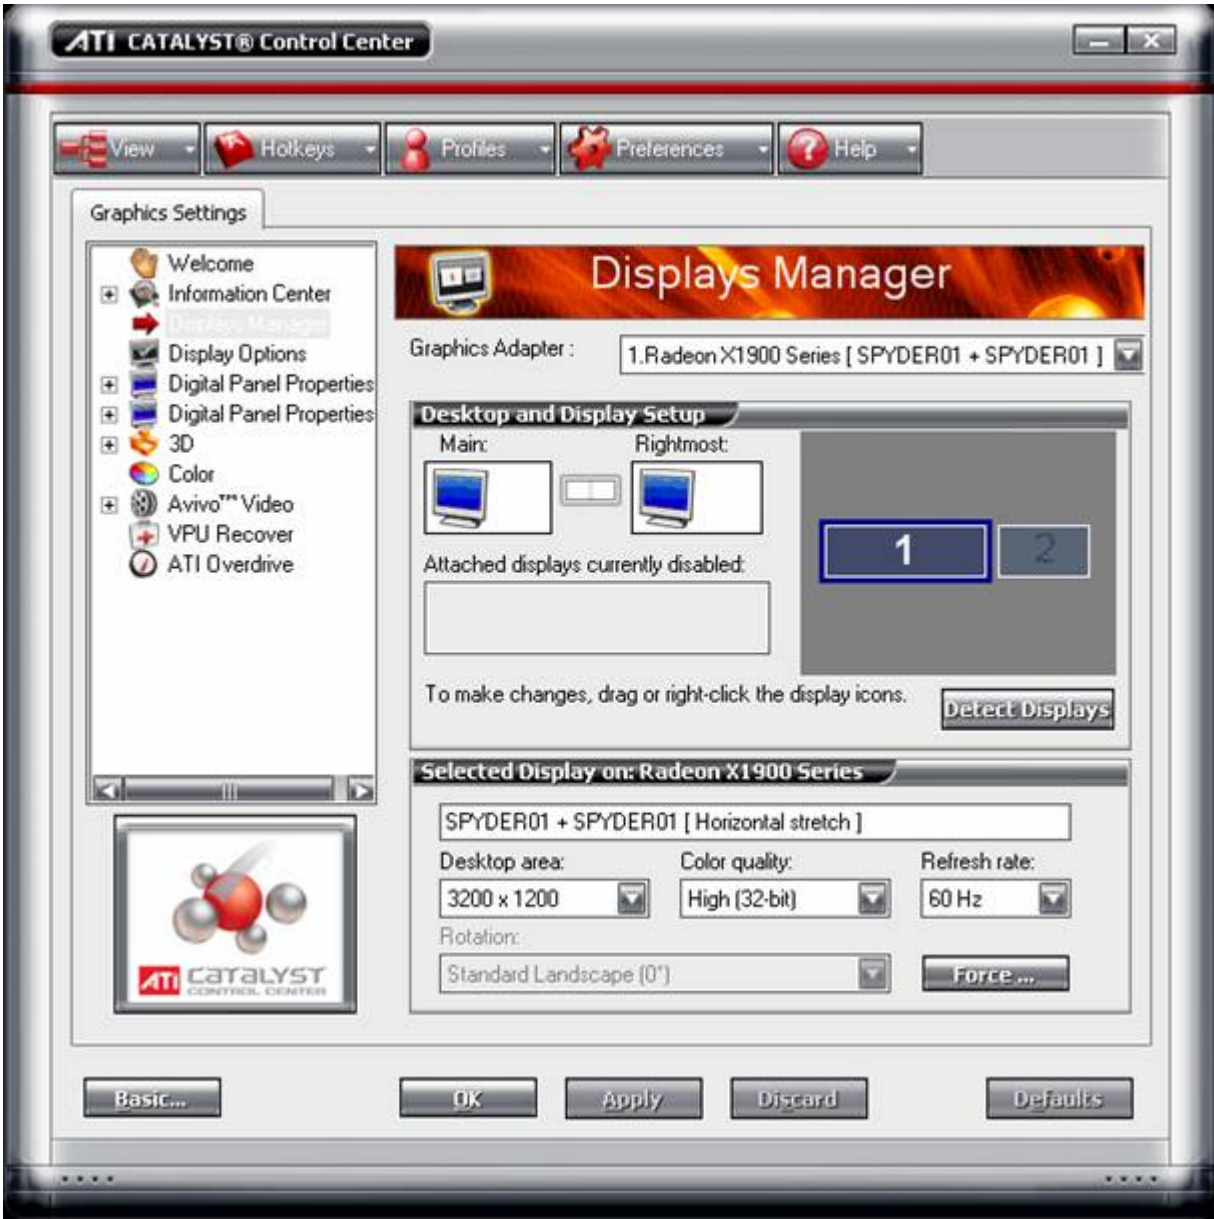 ATI CATALYST® Control Center
View
Hotkeys
Profiles
Preferences
Help
Graphics Settings
Welcome
Information Center
Displays Manager
Display Options
Digital Panel Properties
Digital Panel Properties
3D
Color
Avivo™ Video
VPU Recover
ATI Overdrive
ATI CATALYST
CONTROL CENTER
Displays Manager
Graphics Adapter :
1.Radeon X1900 Series [ SPYDER01 + SPYDER01 ]
Desktop and Display Setup
Main:
Rightmost:
1
2
Attached displays currently disabled:
To make changes, drag or right-click the display icons.
Detect Displays
Selected Display on: Radeon X1900 Series
SPYDER01 + SPYDER01 [ Horizontal stretch ]
Desktop area:
Color quality:
Refresh rate:
3200 x 1200
High (32-bit)
60 Hz
Rotation:
Standard Landscape (0°)
Force ...
Basic...
OK
Apply
Discard
Defaults